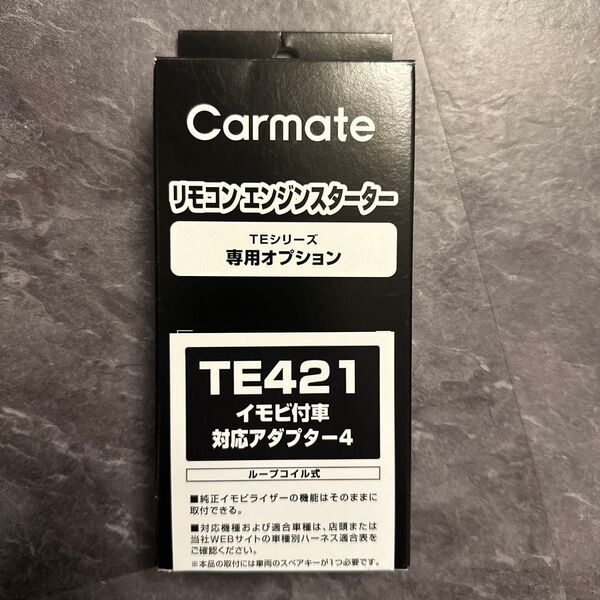 Carmate
リモコンエンジンスターター
TEシリーズ
専用オプション
TE421
イモビ付車
対応アダプター4
ループコイル式
■純正イモビライザーの機能はそのままに
取付できる。
■対応機種および適合車種は、店頭または
当社WEBサイトの車種別ハーネス適合表を
ご確認ください。
※本品の取付には車両のスペアキーが1つ必要です。